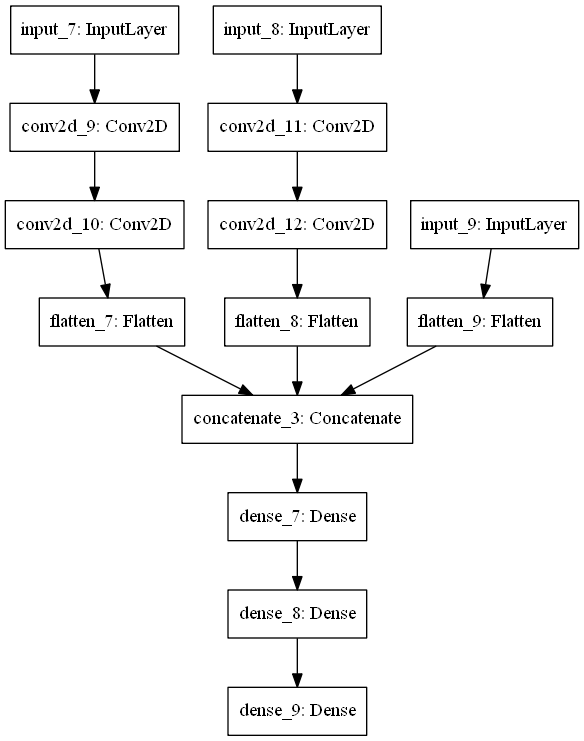 input_7: InputLayer
input_8: InputLayer
conv2d_9: Conv2D
conv2d_11: Conv2D
conv2d_10: Conv2D
conv2d_12: Conv2D
input_9: InputLayer
flatten_7: Flatten
flatten_8: Flatten
flatten_9: Flatten
concatenate_3: Concatenate
dense_7: Dense
dense_8: Dense
dense_9: Dense